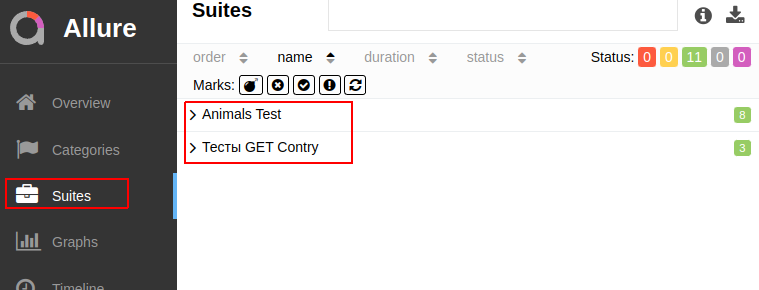 Allure
Overview
Categories
Suites
Graphs
Timeline
Suites
order name duration status Status: 0 0 11 0 0
Marks:
Animals Test 8
Тесты GET Contry 3